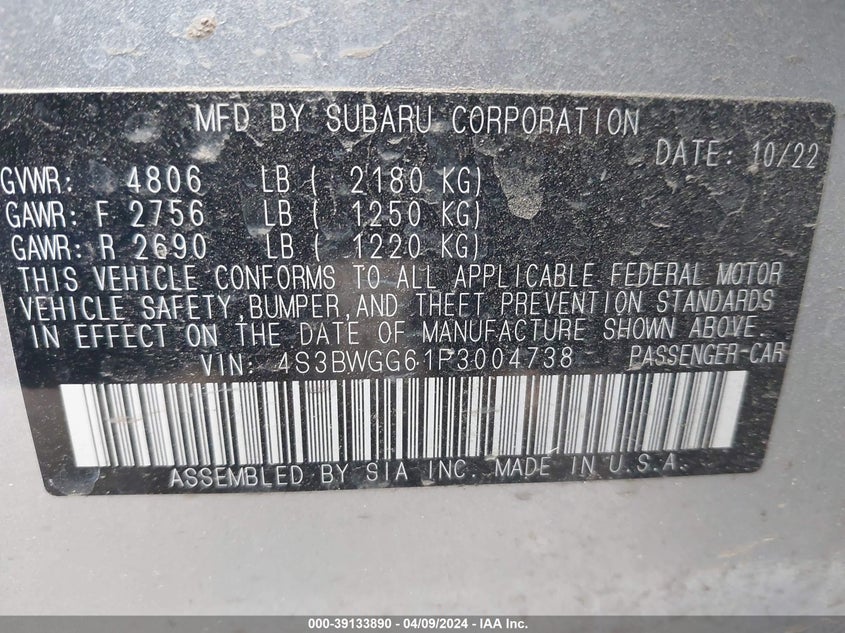 MFD BY SUBARU CORPORATION
DATE: 10/22
GVWR: 4806 LB ( 2180 KG)
GAWR: F 2756 LB ( 1250 KG)
GAWR: R 2690 LB ( 1220 KG)
THIS VEHICLE CONFORMS TO ALL APPLICABLE FEDERAL MOTOR
VEHICLE SAFETY, BUMPER, AND THEFT PREVENTION STANDARDS
IN EFFECT ON THE DATE OF MANUFACTURE SHOWN ABOVE.
VIN: 4S3BWGG61P3004738 PASSENGER-CAR
ASSEMBLED BY SIA INC. MADE IN U.S.A.
000-39133890 - 04/09/2024 - IAA Inc.